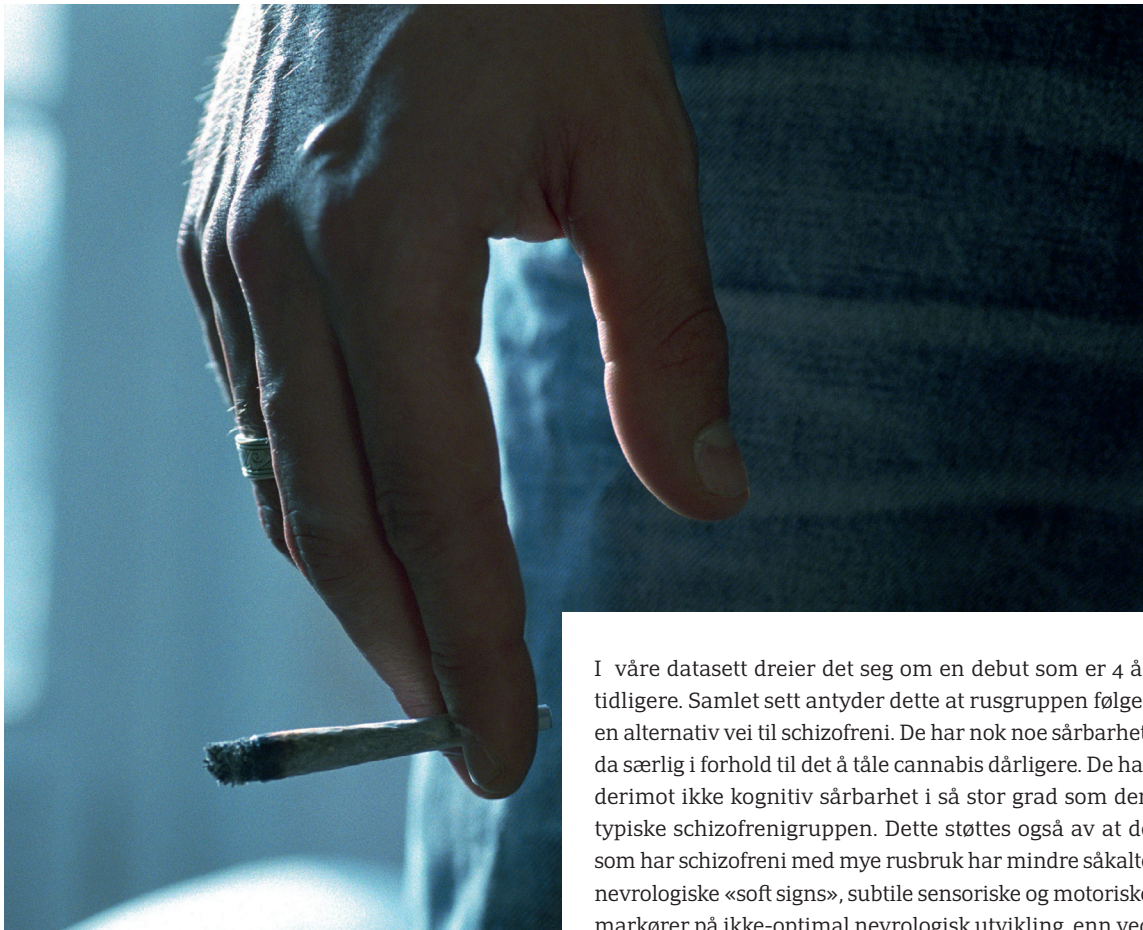 I våre datasett dreier det seg om en debut som er 4 å
tidligere. Samlet sett antyder dette at rusgruppen følge
en alternativ vei til schizofreni. De har nok noe sårbarhet
da særlig i forhold til det å tåle cannabis dårligere. De ha
derimot ikke kognitiv sårbarhet i så stor grad som den
typiske schizofrenigruppen. Dette støttes også av at de
som har schizofreni med mye rusbruk har mindre såkalte
nevrologiske «soft signs», subtile sensoriske og motoriske
markører på ikke-optimal nevrologisk utvikling, enn ved